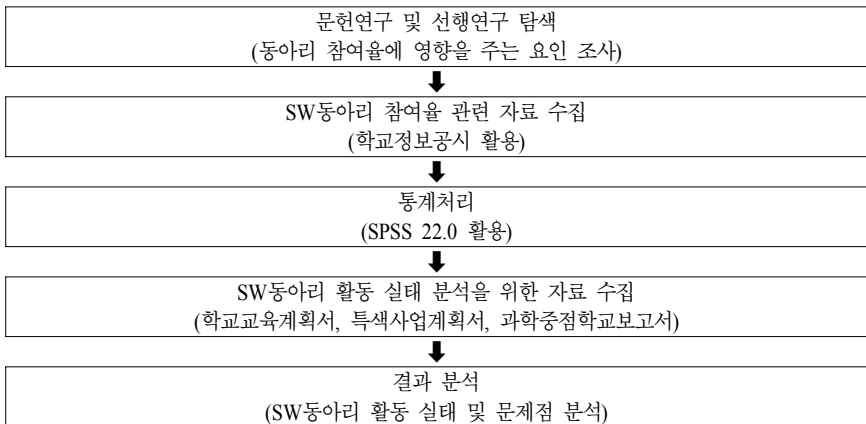 문헌연구 및 선행연구 탐색
(동아리 참여율에 영향을 주는 요인 조사)
SW동아리 참여율 관련 자료 수집
(학교정보공시 활용)
통계처리
(SPSS 22.0 활용)
SW동아리 활동 실태 분석을 위한 자료 수집
(학교교육계획서, 특색사업계획서, 과학중점학교보고서)
결과 분석
(SW동아리 활동 실태 및 문제점 분석)